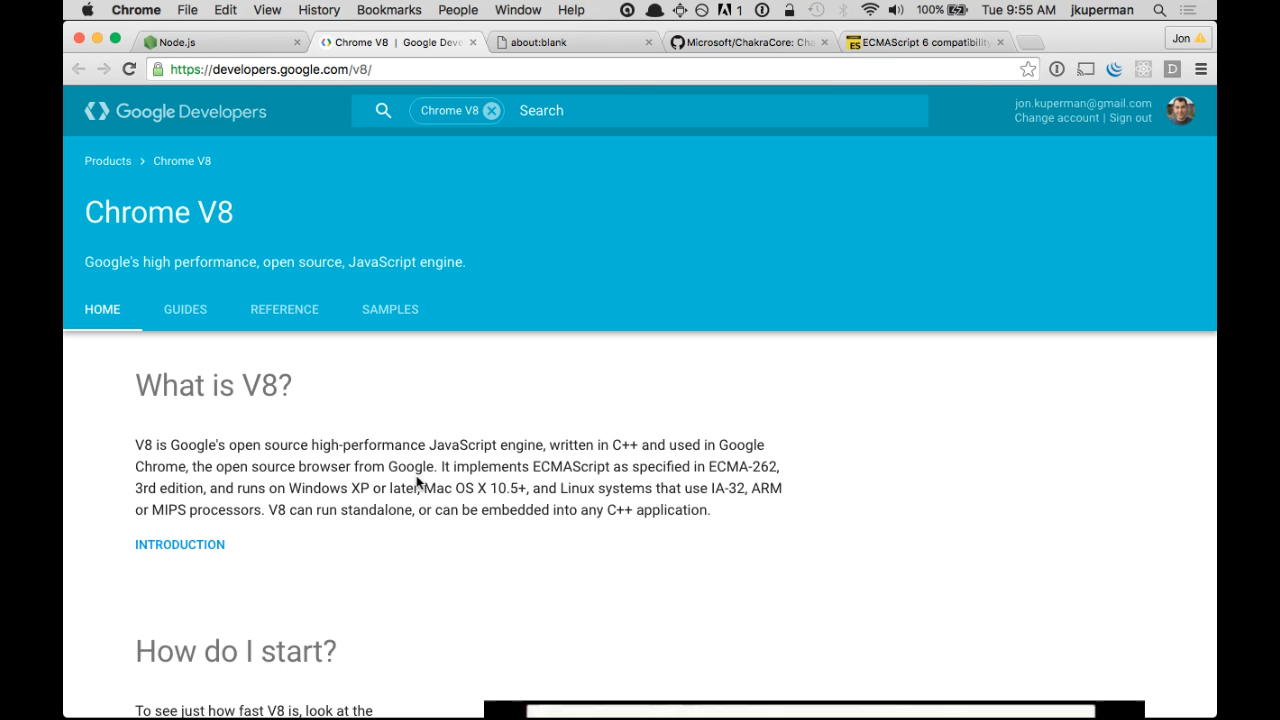 Chrome File Edit View History Bookmarks People Window Help 1 100% Tue 9:55 AM jkuperman
Node.js Chrome V8 | Google Deve about:blank Microsoft/ChakraCore: Cha ECMAScript 6 compatibility Jon
https://developers.google.com/v8/
Google Developers Chrome V8 Search
jon.kuperman@gmail.com
Change account | Sign out
Products > Chrome V8
Chrome V8
Google's high performance, open source, JavaScript engine.
HOME GUIDES REFERENCE SAMPLES
What is V8?
V8 is Google's open source high-performance JavaScript engine, written in C++ and used in Google
Chrome, the open source browser from Google. It implements ECMAScript as specified in ECMA-262,
3rd edition, and runs on Windows XP or later, Mac OS X 10.5+, and Linux systems that use IA-32, ARM
or MIPS processors. V8 can run standalone, or can be embedded into any C++ application.
INTRODUCTION
How do I start?
To see just how fast V8 is, look at the